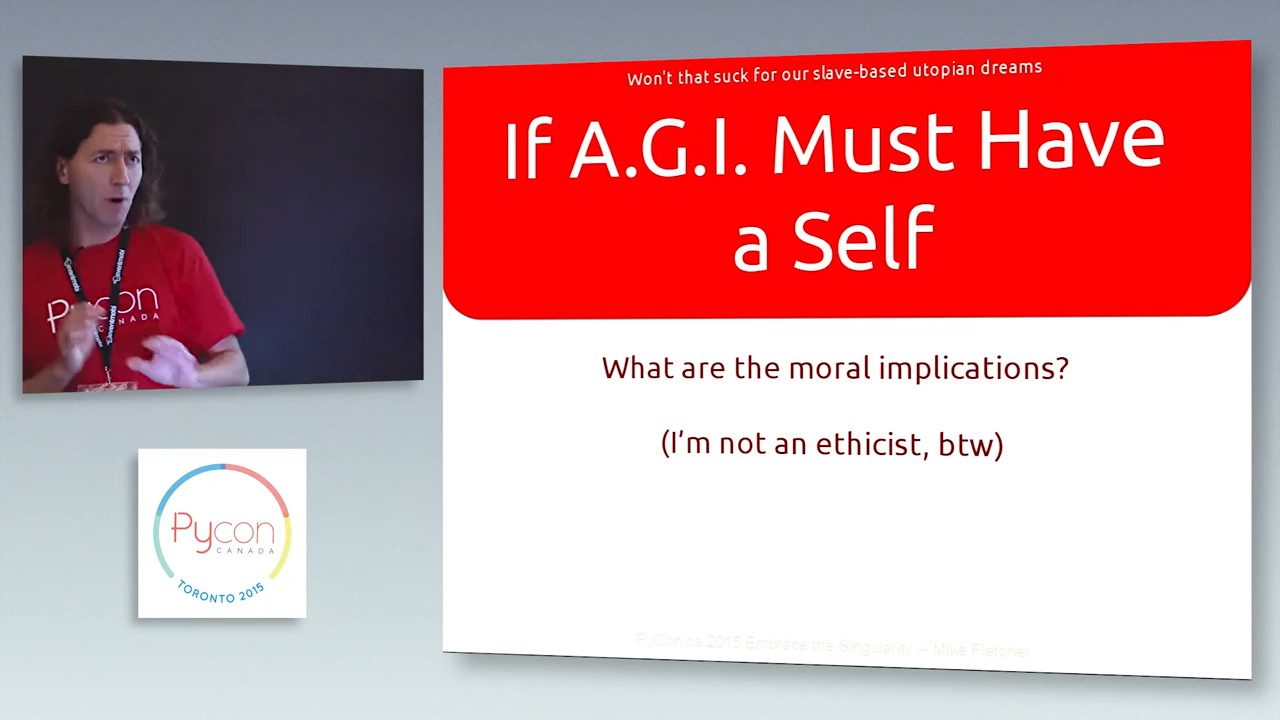 Won't that suck for our slave-based utopian dreams
If A.G.I. Must Have
a Self
What are the moral implications?
(I'm not an ethicist, btw)
PyCon.ca 2015 Embrace the Singularity -- Mike Fletcher
Pycon
CANADA
Pycon
CANADA
TORONTO 2015